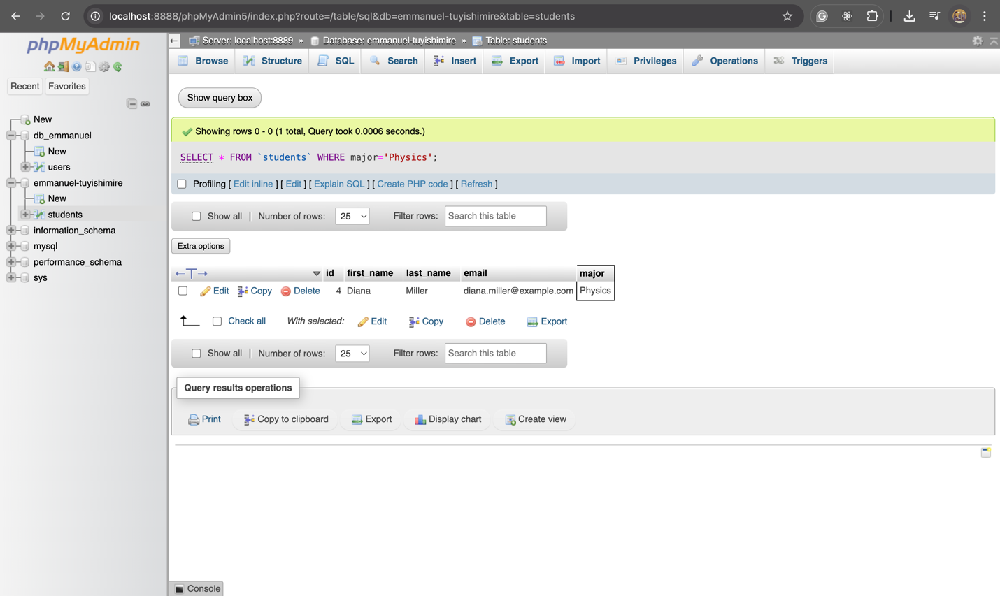 localhost:8888/phpMyAdmin5/index.php?route=/table/sql&db=emmanuel-tuyishimire&table=students
phpMyAdmin
Recent Favorites
New
db_emmanuel
New
users
emmanuel-tuyishimire
New
students
information_schema
mysql
performance_schema
sys
Server: localhost:8889 » Database: emmanuel-tuyishimire » Table: students
Browse Structure SQL Search Insert Export Import Privileges Operations Triggers
Show query box
Showing rows 0 - 0 (1 total, Query took 0.0006 seconds.)
SELECT * FROM `students` WHERE major='Physics';
Profiling [ Edit inline ] [ Edit ] [ Explain SQL ] [ Create PHP code ] [ Refresh ]
Show all | Number of rows: 25 Filter rows: Search this table
Extra options
id first_name last_name email major
Edit Copy Delete 4 Diana Miller diana.miller@example.com Physics
Check all With selected: Edit Copy Delete Export
Show all | Number of rows: 25 Filter rows: Search this table
Query results operations
Print Copy to clipboard Export Display chart Create view
Console